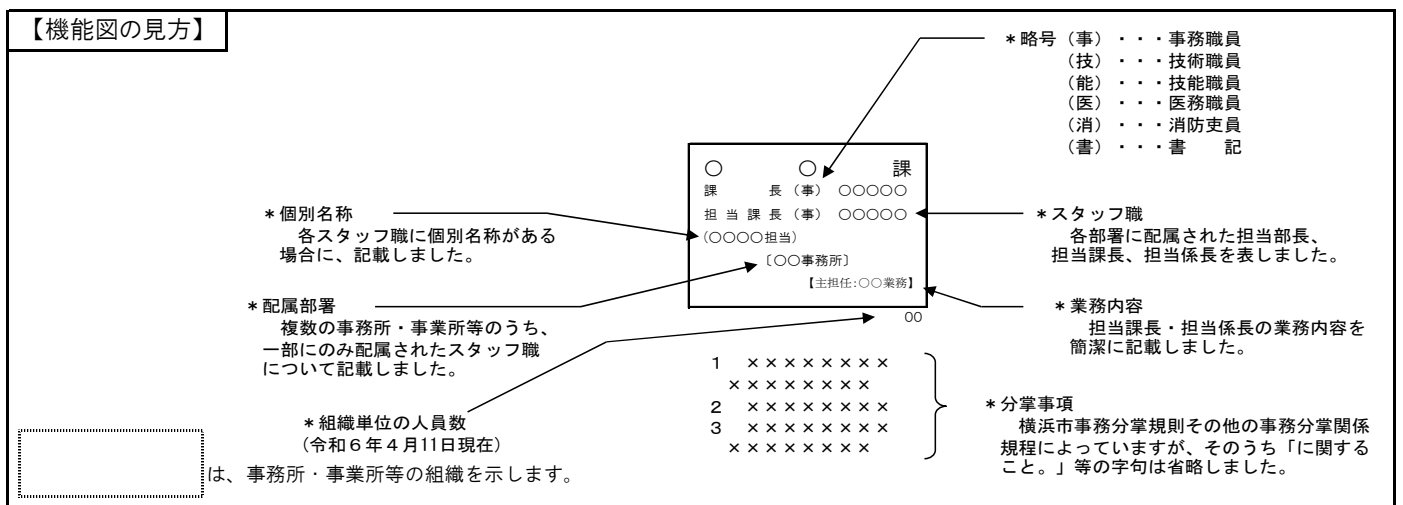 【機能図の見方】
＊略号（事）・・・事務職員
（技）・・・技術職員
（能）・・・技能職員
（医）・・・医務職員
（消）・・・消防吏員
（書）・・・書　　記
○　　○　　課
課　　長（事）　○○○○○
担当課長（事）　○○○○○
（○○○○担当）
〔○○事務所〕
【主担任:○○業務】
00
＊個別名称
各スタッフ職に個別名称がある
場合に、記載しました。
＊スタッフ職
各部署に配属された担当部長、
担当課長、担当係長を表しました。
＊配属部署
複数の事務所・事業所等のうち、
一部にのみ配属されたスタッフ職
について記載しました。
＊業務内容
担当課長・担当係長の業務内容を
簡潔に記載しました。
１　××××××××
××××××××
２　××××××××
３　××××××××
××××××××
＊組織単位の人員数
（令和６年４月11日現在）
＊分掌事項
横浜市事務分掌規則その他の事務分掌関係
規程によっていますが、そのうち「に関する
こと。」等の字句は省略しました。
は、事務所・事業所等の組織を示します。